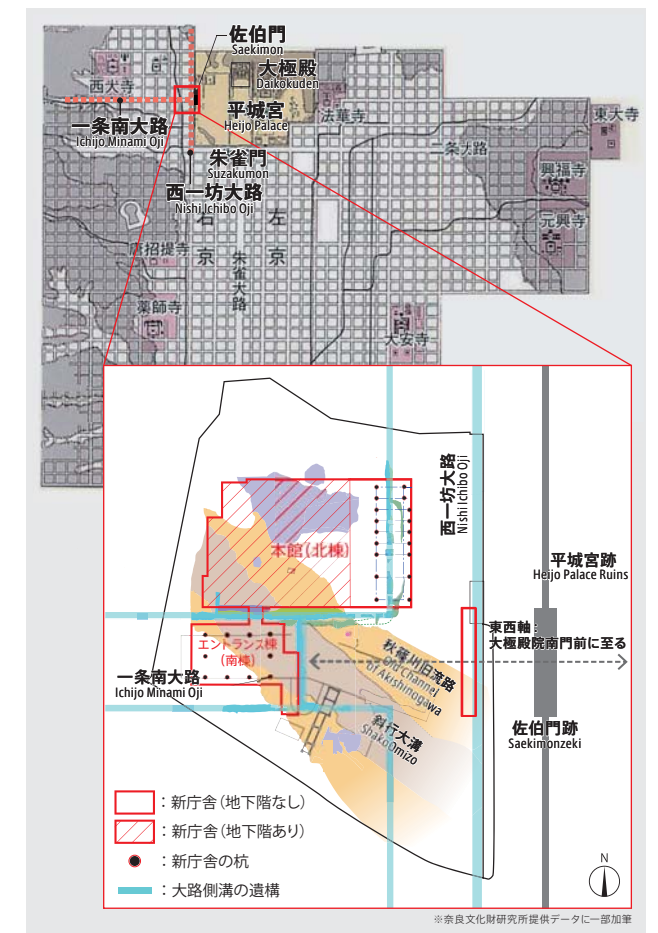 佐伯門
Saekimon
大極殿
Daikokuden
西大寺
平城宮
Heijo Palace
法華寺
東大寺
一条南大路
Ichijo Minami Oji
二条大路
朱雀門
Suzakumon
興福寺
西一坊大路
Nishi Ichibo Oji
元興寺
右京
左京
唐招提寺
朱雀大路
薬師寺
大安寺
西一坊大路
Nishi Ichibo Oji
本館(北棟)
平城宮跡
Heijo Palace Ruins
東西軸:
大極殿院南門前に至る
エントランス棟
(南棟)
秋篠川旧流路
Old Channel
of Akishinogawa
一条南大路
Ichijo Minami Oji
斜行大溝
ShakoOmizo
佐伯門跡
Saekimonzeki
:新庁舎(地下階なし)
:新庁舎(地下階あり)
:新庁舎の杭
:大路側溝の遺構
N
※奈良文化財研究所提供データに一部加筆